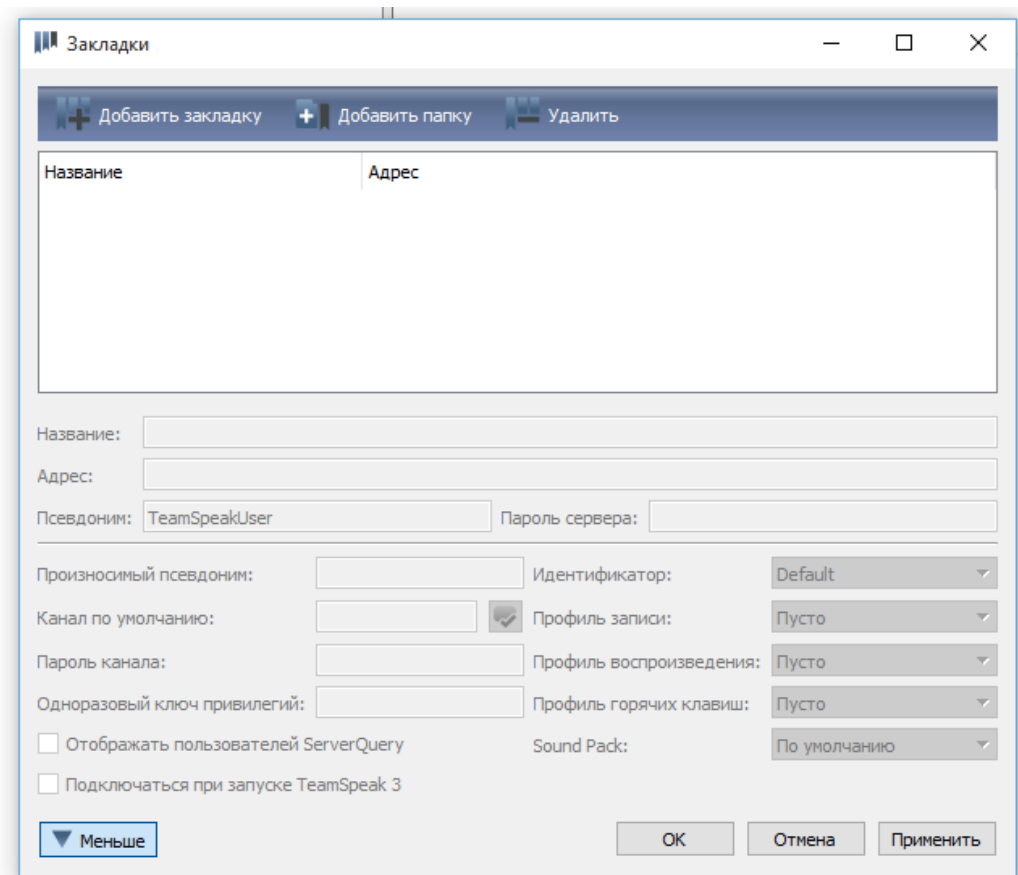 Закладки
Добавить закладку Добавить папку Удалить
Название Адрес
Название:
Адрес:
Псевдоним: TeamSpeakUser Пароль сервера:
Произносимый псевдоним: Идентификатор: Default
Канал по умолчанию: Профиль записи: Пусто
Пароль канала: Профиль воспроизведения: Пусто
Одноразовый ключ привилегий: Профиль горячих клавиш: Пусто
Отображать пользователей ServerQuery Sound Pack: По умолчанию
Подключаться при запуске TeamSpeak 3
Меньше OK Отмена Применить